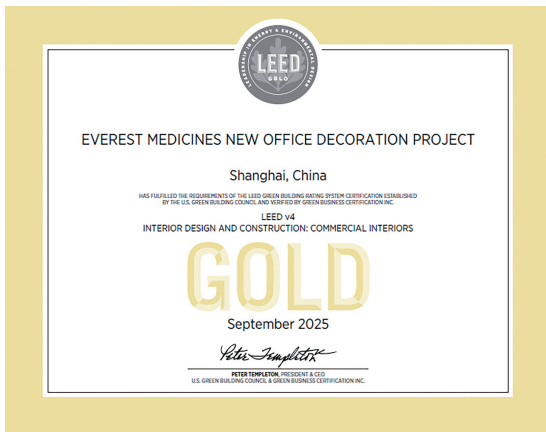 LEADERSHIP IN ENERGY & ENVIRONMENTAL DESIGN
LEED
GOLD
EVEREST MEDICINES NEW OFFICE DECORATION PROJECT
Shanghai, China
HAS FULFILLED THE REQUIREMENTS OF THE LEED GREEN BUILDING RATING SYSTEM CERTIFICATION ESTABLISHED
BY THE U.S. GREEN BUILDING COUNCIL AND VERIFIED BY GREEN BUSINESS CERTIFICATION INC.
LEED v4
INTERIOR DESIGN AND CONSTRUCTION: COMMERCIAL INTERIORS
GOLD
September 2025
Peter Templeton
PETER TEMPLETON, PRESIDENT & CEO
U.S. GREEN BUILDING COUNCIL & GREEN BUSINESS CERTIFICATION INC.